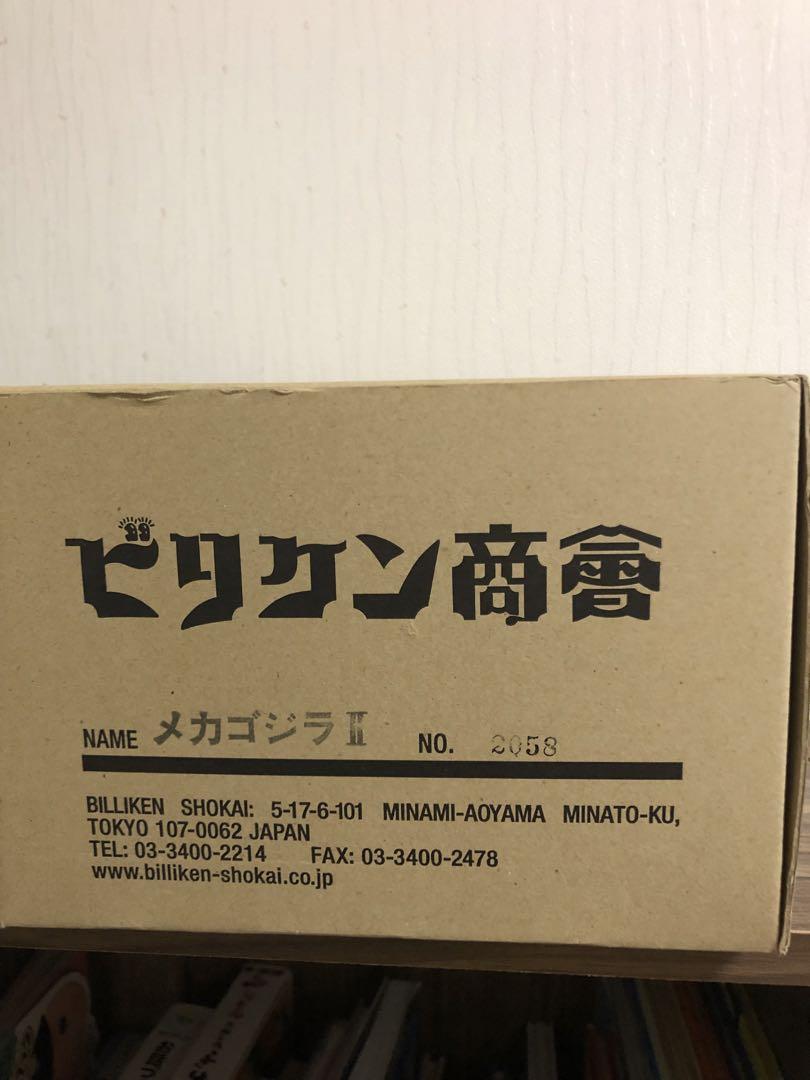 ビリケン商會
NAME メカゴジラⅡ NO. 2058
BILLIKEN SHOKAI: 5-17-6-101 MINAMI-AOYAMA MINATO-KU,
TOKYO 107-0062 JAPAN
TEL: 03-3400-2214 FAX: 03-3400-2478
www.billiken-shokai.co.jp